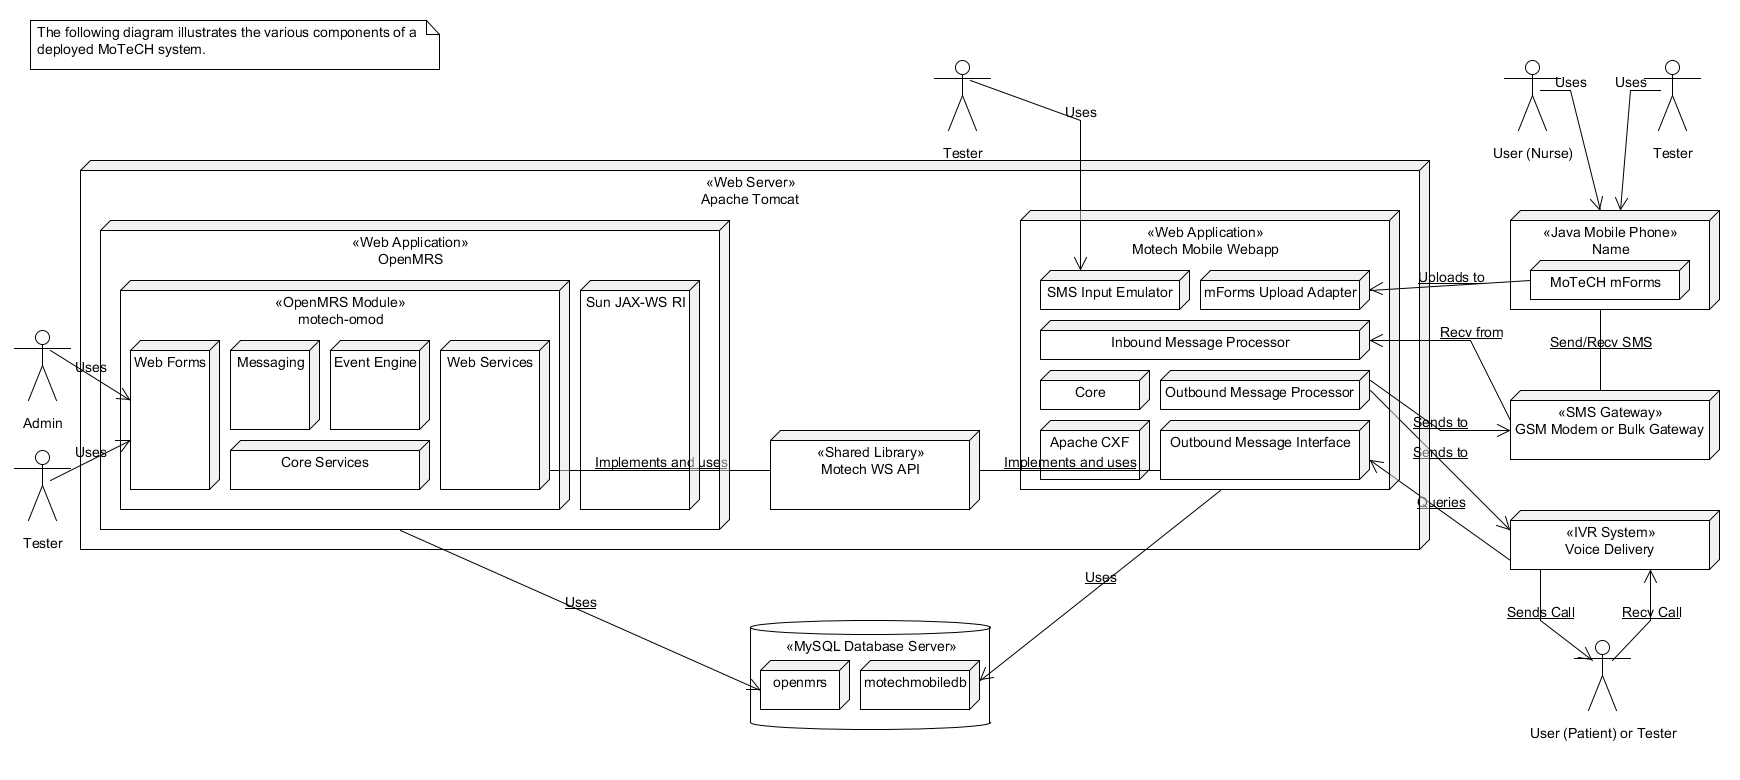 The following diagram illustrates the various components of a
deployed MoTeCH system.
Uses
Uses
Uses
Tester
User (Nurse)
Tester
«Web Server»
Apache Tomcat
«Web Application»
OpenMRS
«OpenMRS Module»
motech-omod
Web Forms
Messaging
Event Engine
Web Services
Core Services
Sun JAX-WS RI
Uses
Admin
Uses
Tester
Implements and uses
«Shared Library»
Motech WS API
Implements and uses
«Web Application»
Motech Mobile Webapp
SMS Input Emulator
mForms Upload Adapter
Inbound Message Processor
Core
Outbound Message Processor
Apache CXF
Outbound Message Interface
«Java Mobile Phone»
Name
MoTeCH mForms
Uploads to
Recv from
Send/Recv SMS
«SMS Gateway»
GSM Modem or Bulk Gateway
Sends to
Sends to
Queries
«IVR System»
Voice Delivery
Sends Call
Recv Call
User (Patient) or Tester
Uses
Uses
«MySQL Database Server»
openmrs
motechmobiledb